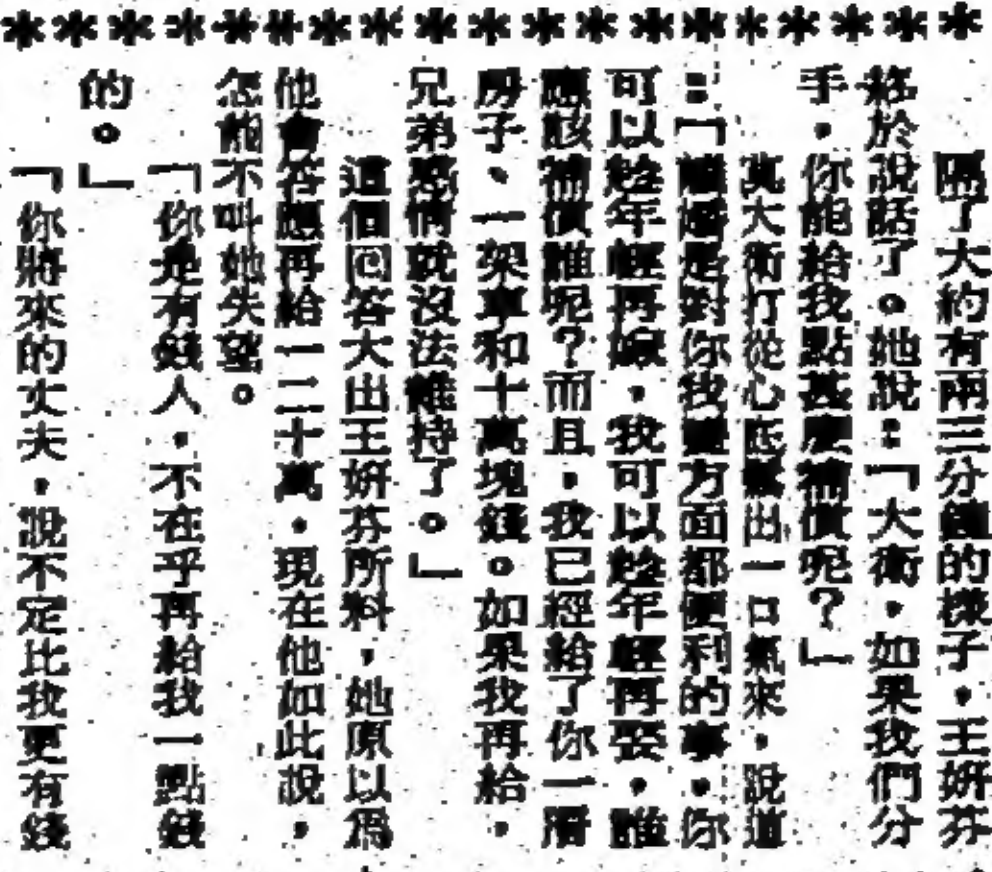 隔了大約有兩三分鐘的樣子，王妍芬
終於說話了。她說：「大衛，如果我們分
手，你能給我點甚麼補償呢？」
莫大衛打從心底鬆出一口氣來，說道
：「離婚是對你我雙方面都便利的事，你
可以趁年輕再嫁，我可以趁年輕再娶，誰
應該補償誰呢？而且，我已經給了你一層
房子、一架車和十萬塊錢。如果我再給，
兄弟感情就沒法維持了。」
這個回答大出王妍芬所料，她原以為
他會答應再給一二十萬，現在他如此說，
怎能不叫她失望。
「你是有錢人，不在乎再給我一點錢
的。」
「你將來的丈夫，說不定比我更有錢